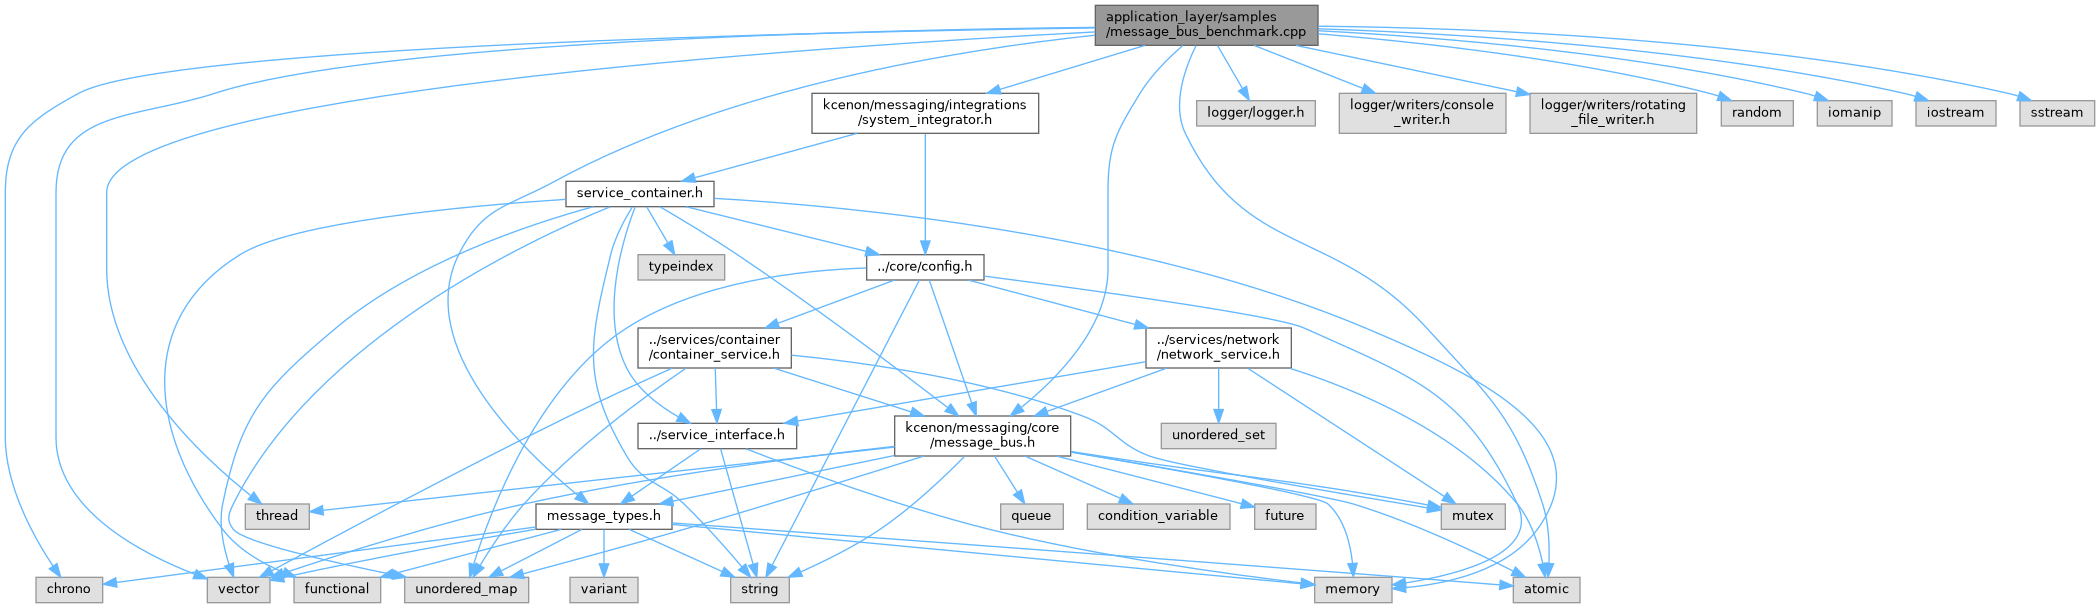 application_layer/samples
/message_bus_benchmark.cpp
kcenon/messaging/integrations
/system_integrator.h
logger/logger.h
logger/writers/console
_writer.h
logger/writers/rotating
_file_writer.h
random
iomanip
iostream
sstream
service_container.h
typeindex
../core/config.h
../services/container
/container_service.h
../services/network
/network_service.h
../service_interface.h
kcenon/messaging/core
/message_bus.h
unordered_set
thread
message_types.h
queue
condition_variable
future
mutex
chrono
vector
functional
unordered_map
variant
string
memory
atomic